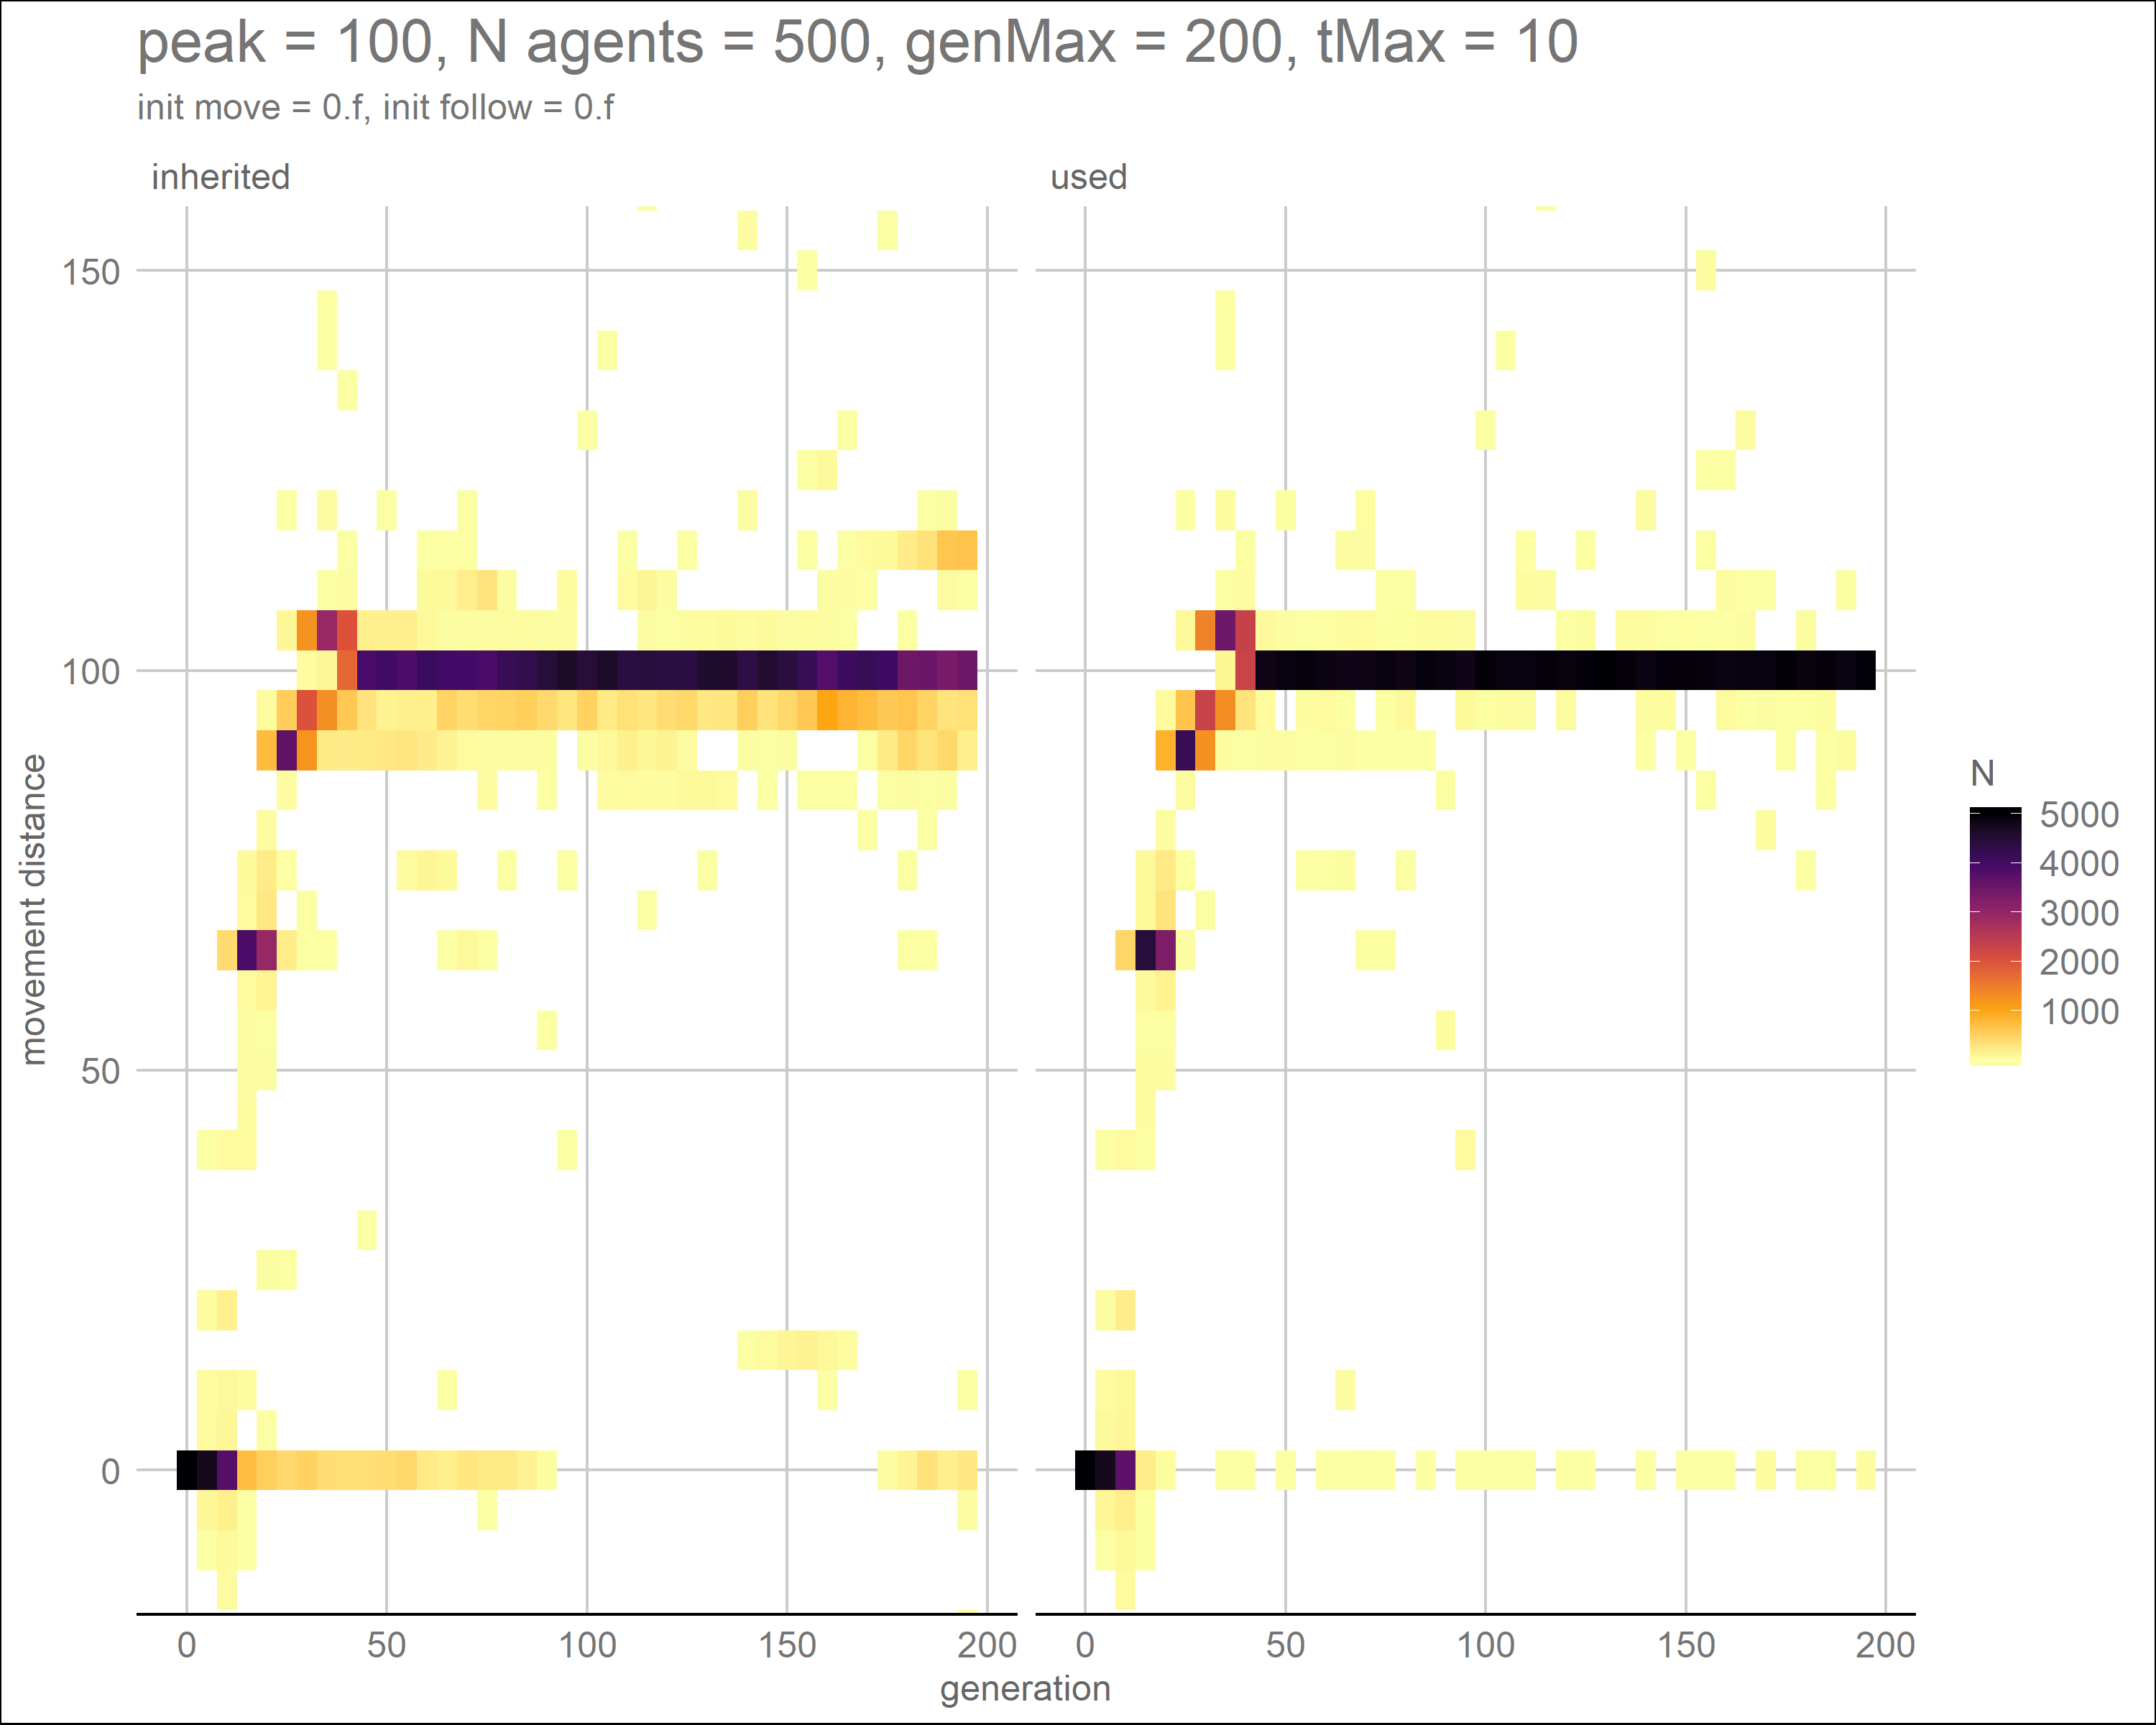 peak = 100, N agents = 500, genMax = 200, tMax = 10
init move = 0.f, init follow = 0.f
inherited
used
150
100
50
0
movement distance
0 50 100 150 200
0 50 100 150 200
generation
N
5000
4000
3000
2000
1000